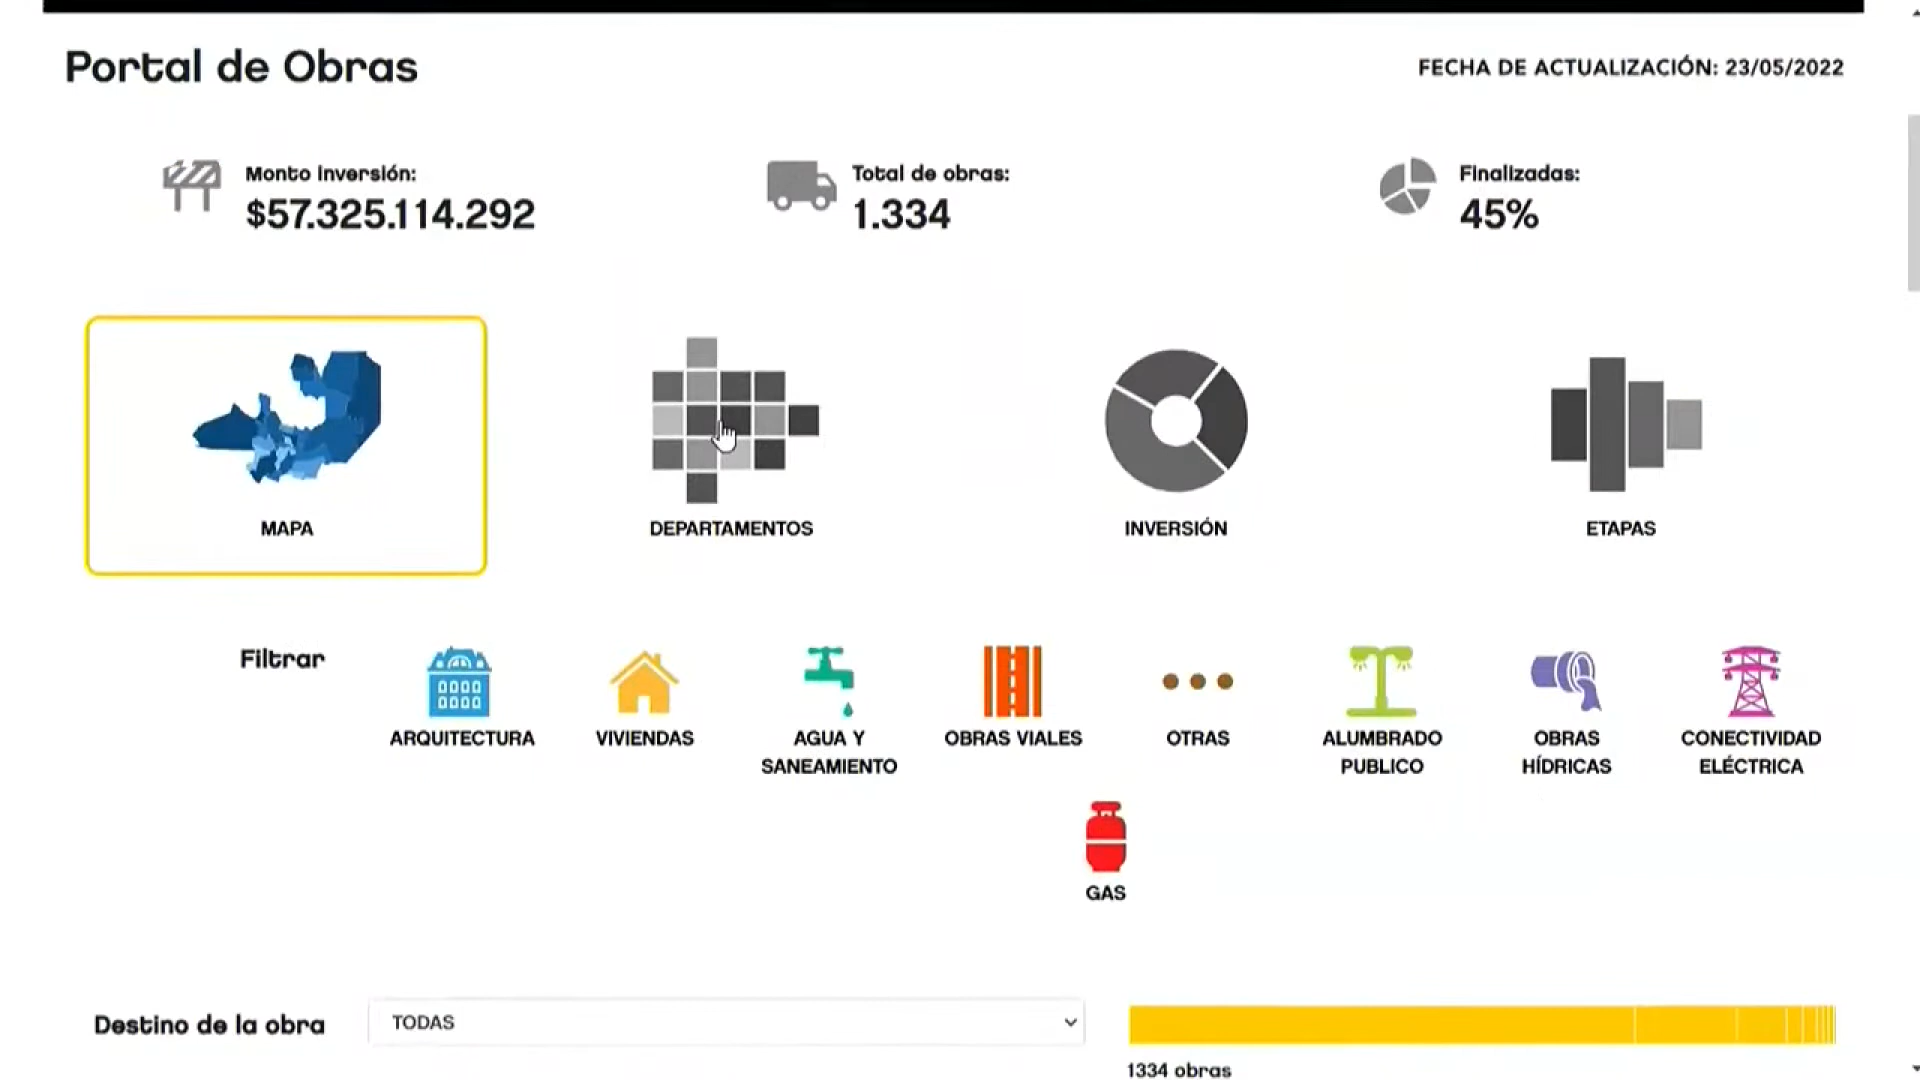 Portal de Obras
FECHA DE ACTUALIZACIÓN: 23/05/2022
Monto inversión:
$57.325.114.292
Total de obras:
1.334
Finalizadas:
45%
MAPA
DEPARTAMENTOS
INVERSIÓN
ETAPAS
Filtrar
ARQUITECTURA
VIVIENDAS
AGUA Y
SANEAMIENTO
OBRAS VIALES
OTRAS
ALUMBRADO
PUBLICO
OBRAS
HÍDRICAS
CONECTIVIDAD
ELÉCTRICA
GAS
Destino de la obra
TODAS
1334 obras